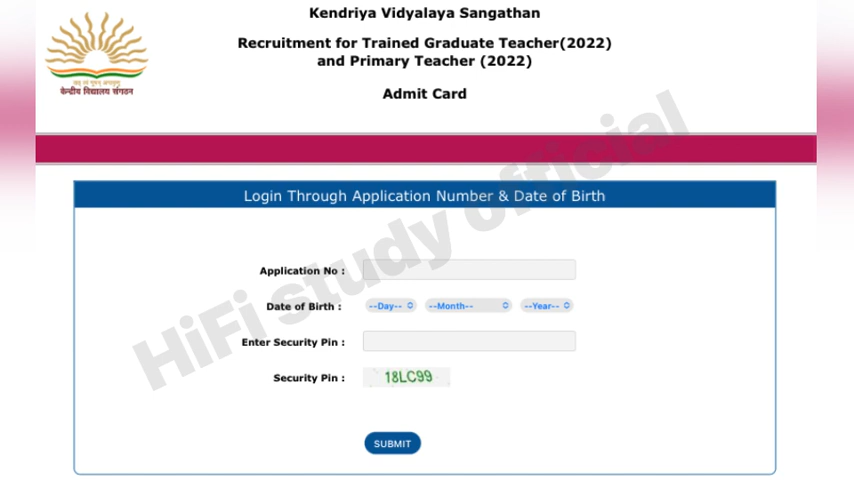 Kendriya Vidyalaya Sangathan
Recruitment for Trained Graduate Teacher(2022)
and Primary Teacher (2022)
Admit Card
केन्द्रीय विद्यालय संगठन
Login Through Application Number & Date of Birth
Application No :
Date of Birth : --Day-- --Month-- --Year--
Enter Security Pin :
Security Pin : 18LC99
SUBMIT
HiFi study official